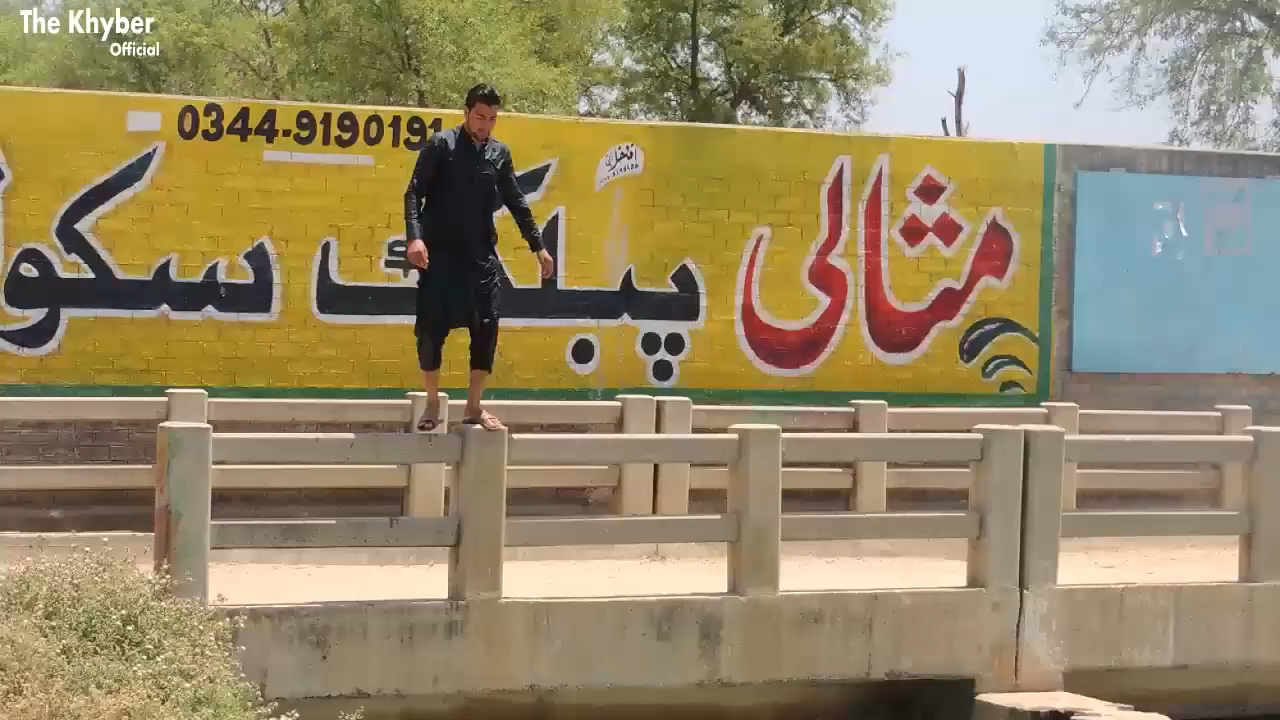 The Khyber
Official
0344-9190191
مثالی پبلک سکو